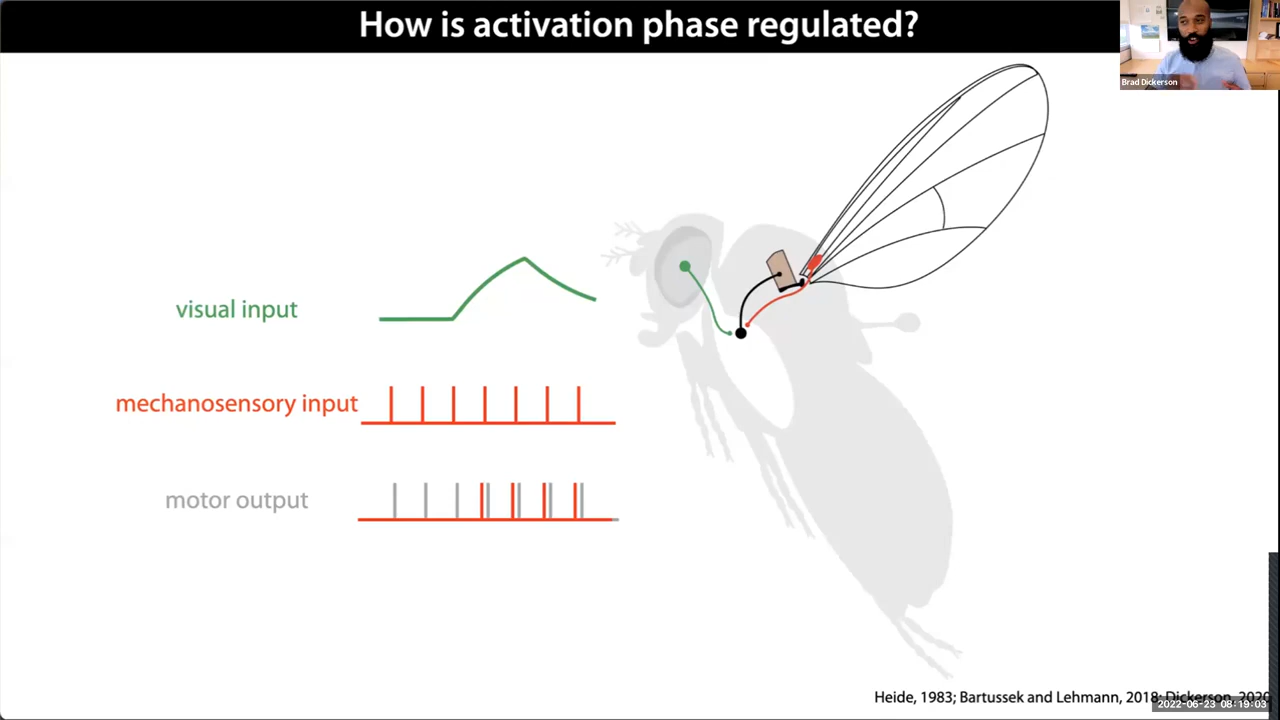 How is activation phase regulated?
Brad Dickerson
visual input
mechanosensory input
motor output
Heide, 1983; Bartussek and Lehmann, 2018; Dickerson, 2020
2022-06-23 08:19:03